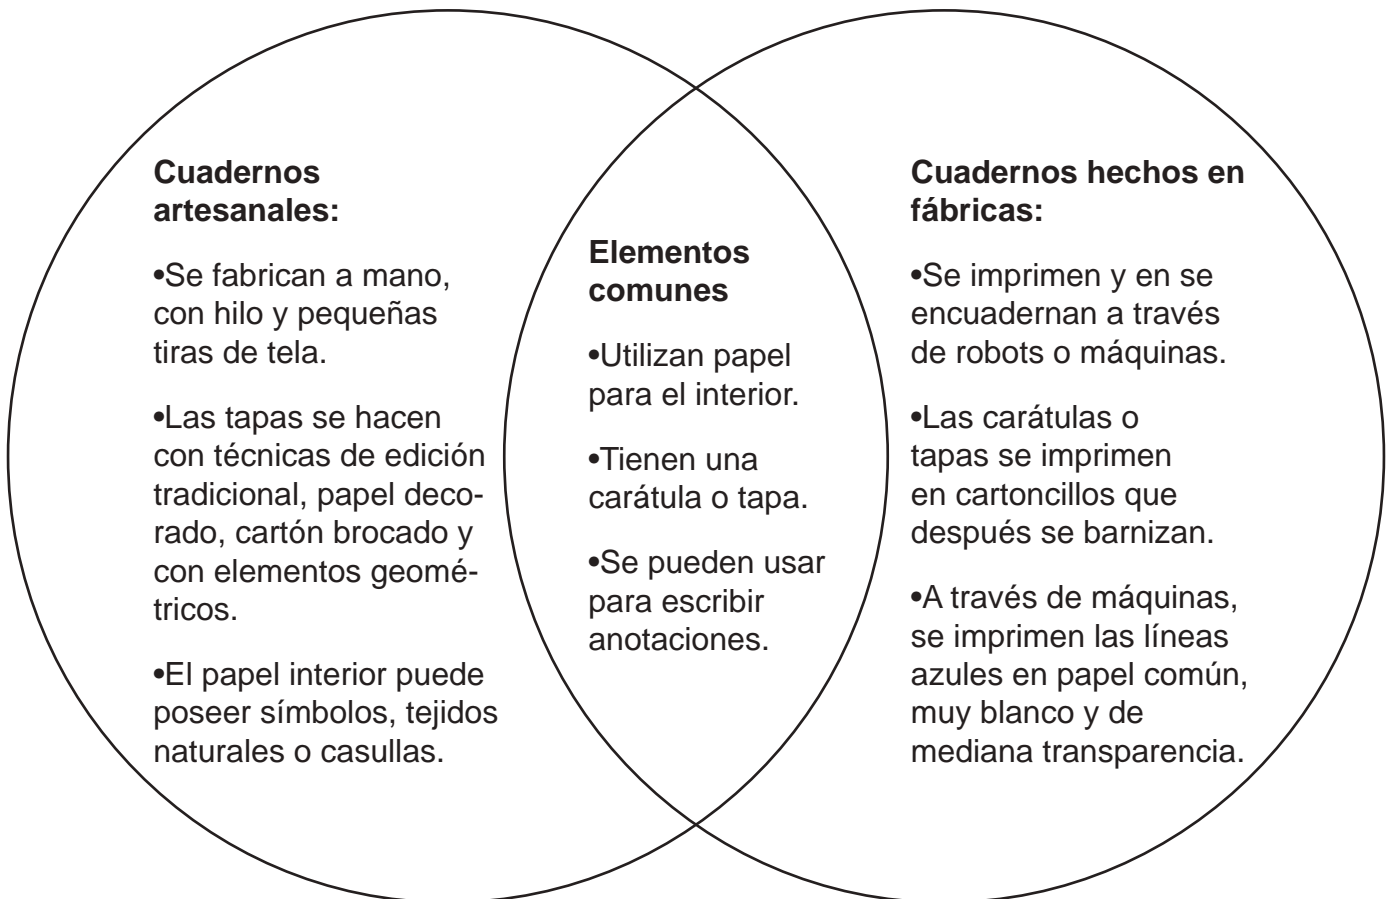 Cuadernos
artesanales:
•Se fabrican a mano,
con hilo y pequeñas
tiras de tela.
•Las tapas se hacen
con técnicas de edición
tradicional, papel deco-
rado, cartón brocado y
con elementos geomé-
tricos.
•El papel interior puede
poseer símbolos, tejidos
naturales o casullas.
Elementos
comunes
•Utilizan papel
para el interior.
•Tienen una
carátula o tapa.
•Se pueden usar
para escribir
anotaciones.
Cuadernos hechos en
fábricas:
•Se imprimen y en se
encuadernan a través
de robots o máquinas.
•Las carátulas o
tapas se imprimen
en cartoncillos que
después se barnizan.
•A través de máquinas,
se imprimen las líneas
azules en papel común,
muy blanco y de
mediana transparencia.